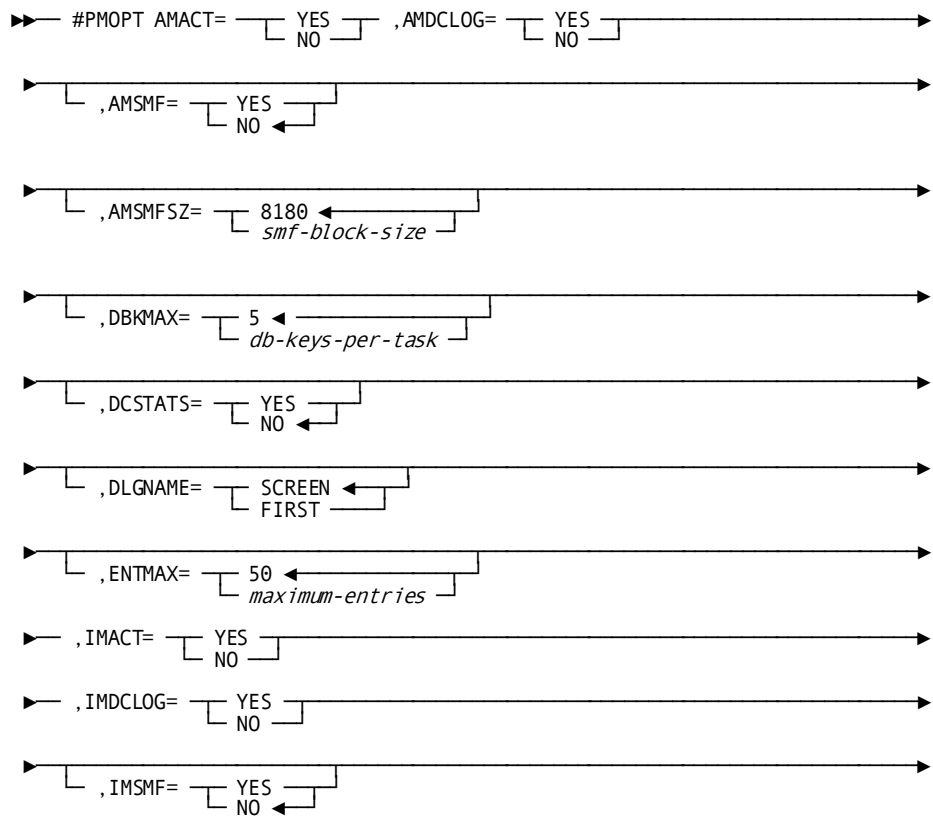 #PMOPT AMACT= YES ,AMDCLOG= YES
NO NO
,AMSMF= YES
NO
,AMSMFSZ= 8180
smf-block-size
,DBKMAX= 5
db-keys-per-task
,DCSTATS= YES
NO
,DLGNAME= SCREEN
FIRST
,ENTMAX= 50
maximum-entries
,IMACT= YES
NO
,IMDCLOG= YES
NO
,IMSMF= YES
NO